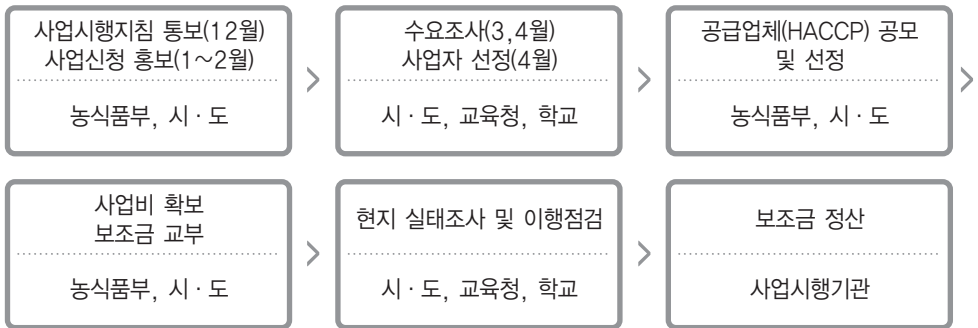 사업시행지침 통보(12월)
사업신청 홍보(1~2월)
농식품부, 시 · 도
수요조사(3,4월)
사업자 선정(4월)
시 · 도, 교육청, 학교
공급업체(HACCP) 공모
및 선정
농식품부, 시 · 도
사업비 확보
보조금 교부
농식품부, 시 · 도
현지 실태조사 및 이행점검
시 · 도, 교육청, 학교
보조금 정산
사업시행기관